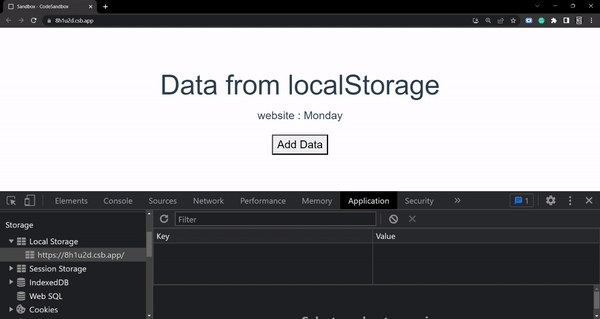 Sandbox - CodeSandbox
8h1u2d.csb.app
Data from localStorage
website : Monday
Add Data
Elements Console Sources Network Performance Memory Application Security 1
Storage
Filter
Key Value
Local Storage
https://8h1u2d.csb.app/
Session Storage
IndexedDB
Web SQL
Cookies